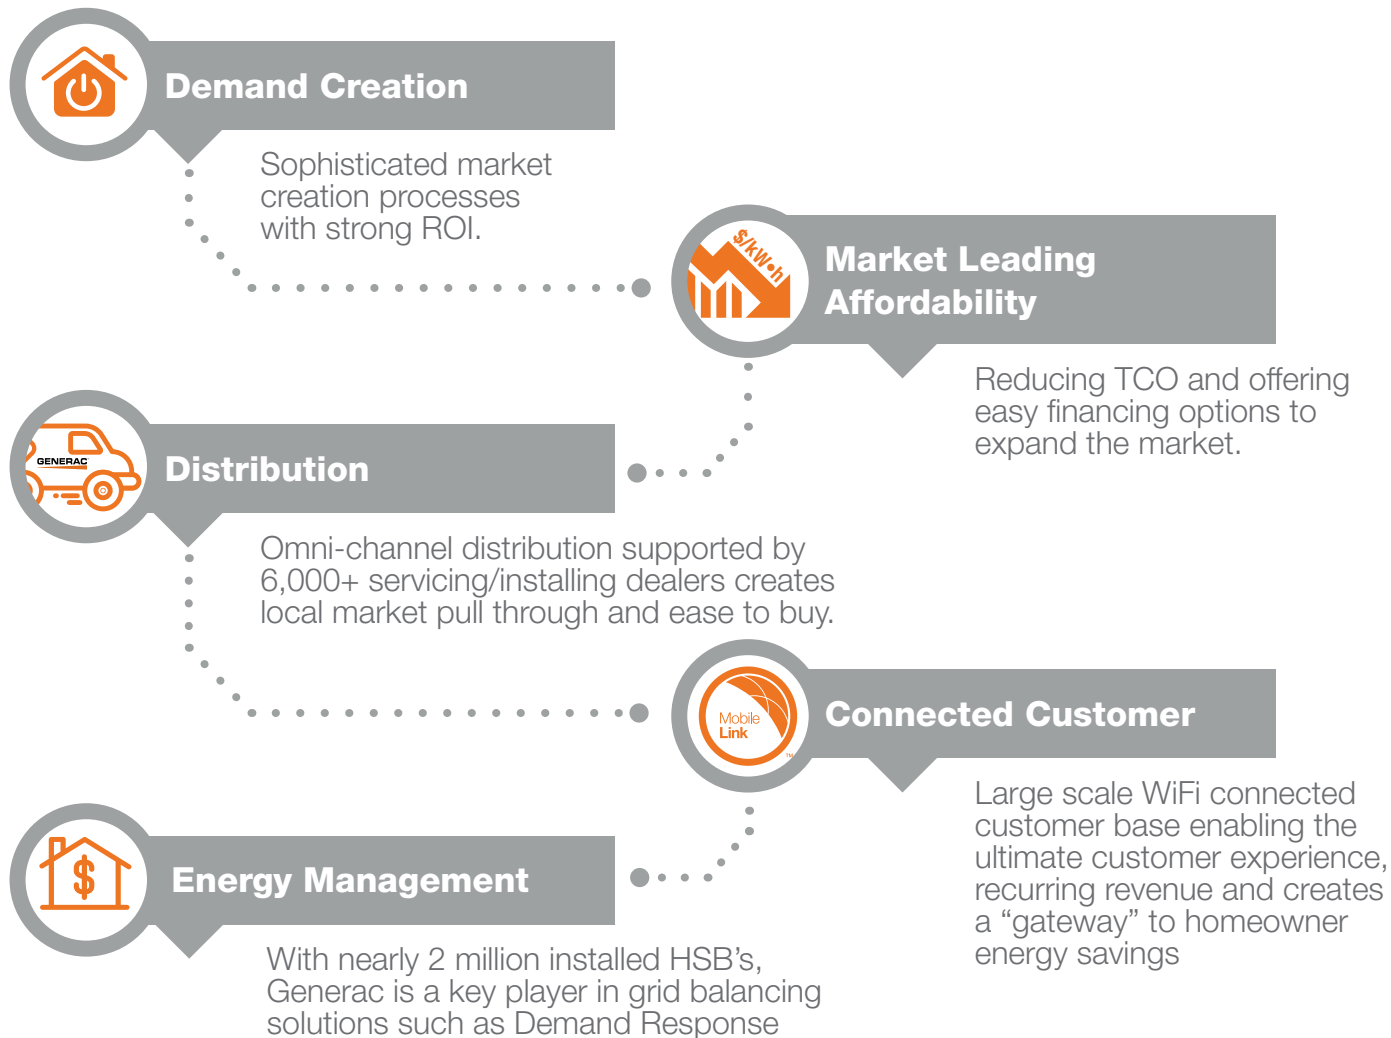 Demand Creation
Sophisticated market
creation processes
with strong ROI.
$/kW•h
Market Leading
Affordability
Reducing TCO and offering
easy financing options to
expand the market.
GENERAC
Distribution
Omni-channel distribution supported by
6,000+ servicing/installing dealers creates
local market pull through and ease to buy.
Mobile
Link
™
Connected Customer
Large scale WiFi connected
customer base enabling the
ultimate customer experience,
recurring revenue and creates
a “gateway” to homeowner
energy savings
$
Energy Management
With nearly 2 million installed HSB’s,
Generac is a key player in grid balancing
solutions such as Demand Response